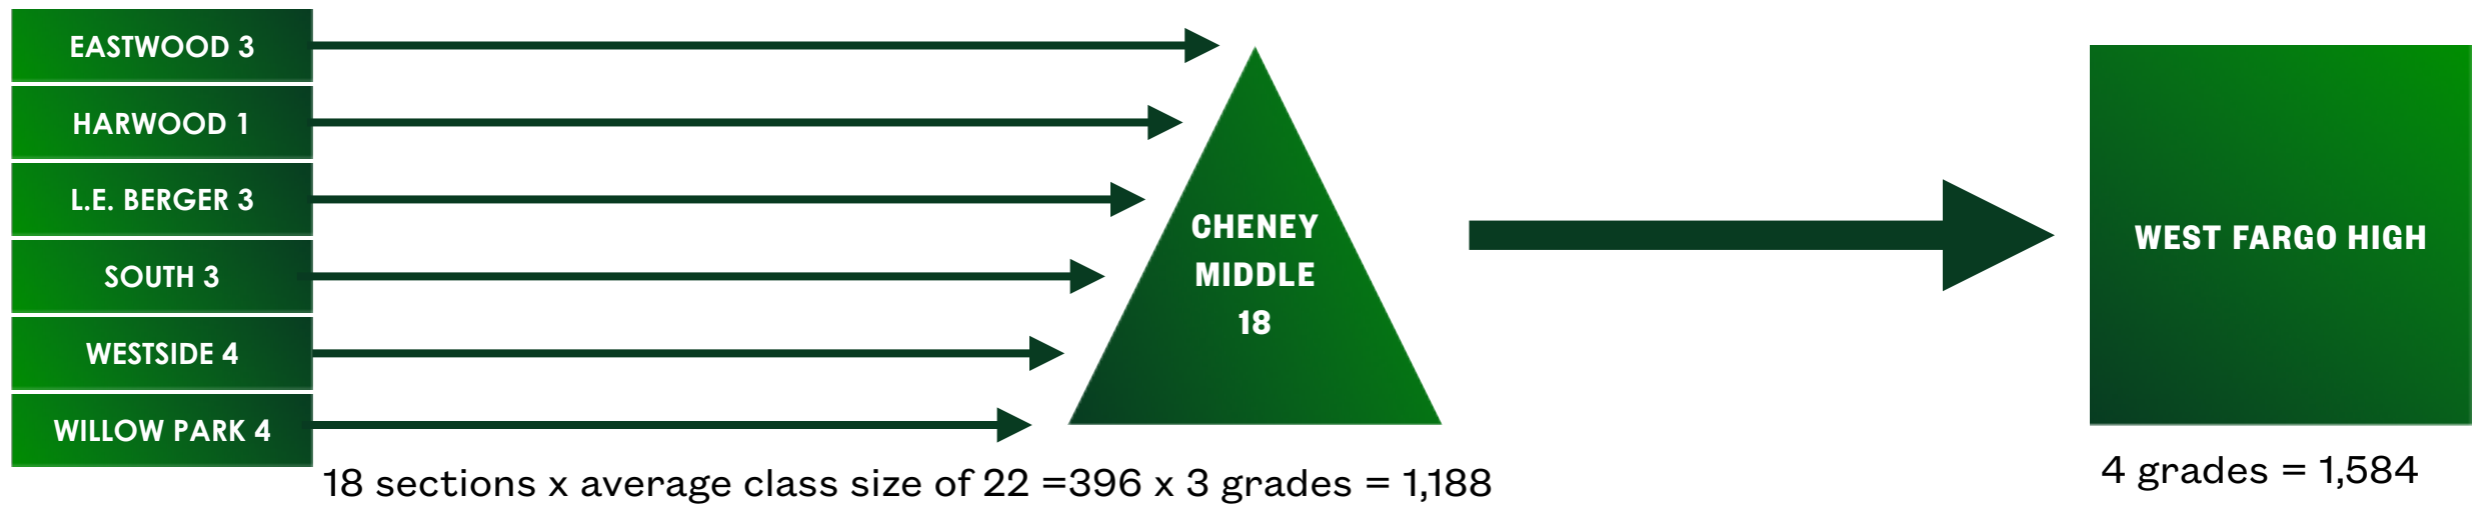 EASTWOOD 3
HARWOOD 1
L.E. BERGER 3
SOUTH 3
WESTSIDE 4
WILLOW PARK 4
CHENEY
MIDDLE
18
WEST FARGO HIGH
18 sections x average class size of 22 =396 x 3 grades = 1,188
4 grades = 1,584